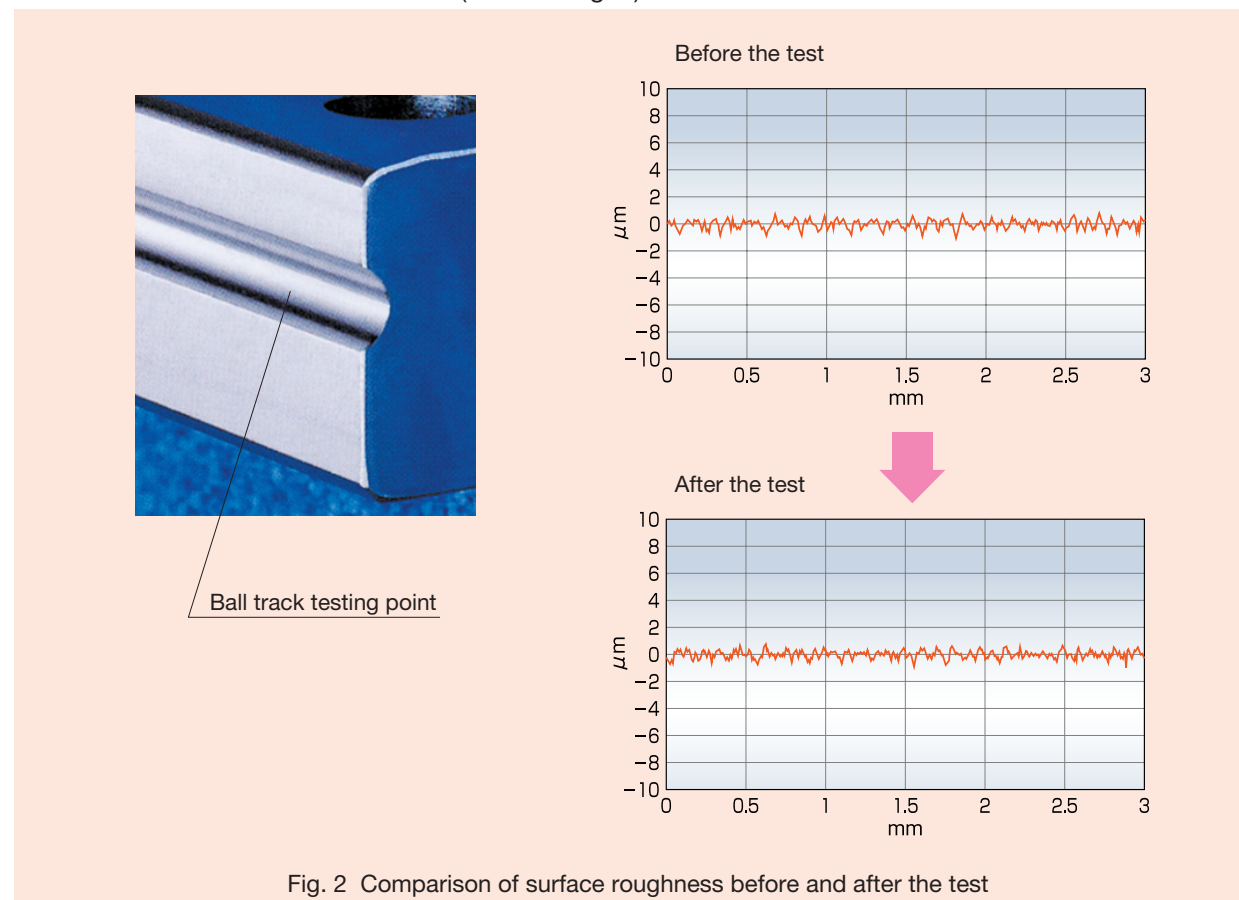 Before the test
10
8
6
4
2
0
−2
−4
−6
−8
−10
μm
0 0.5 1 1.5 2 2.5 3
mm
After the test
10
8
6
4
2
0
−2
−4
−6
−8
−10
μm
0 0.5 1 1.5 2 2.5 3
mm
Ball track testing point
Fig. 2 Comparison of surface roughness before and after the test